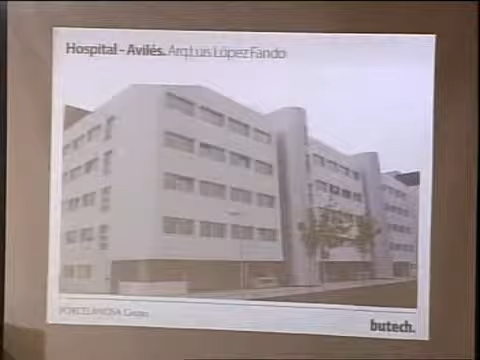 Hospital - Avilés. Arq.Luis López Fando
PORCELANOSA Grupo
butech.